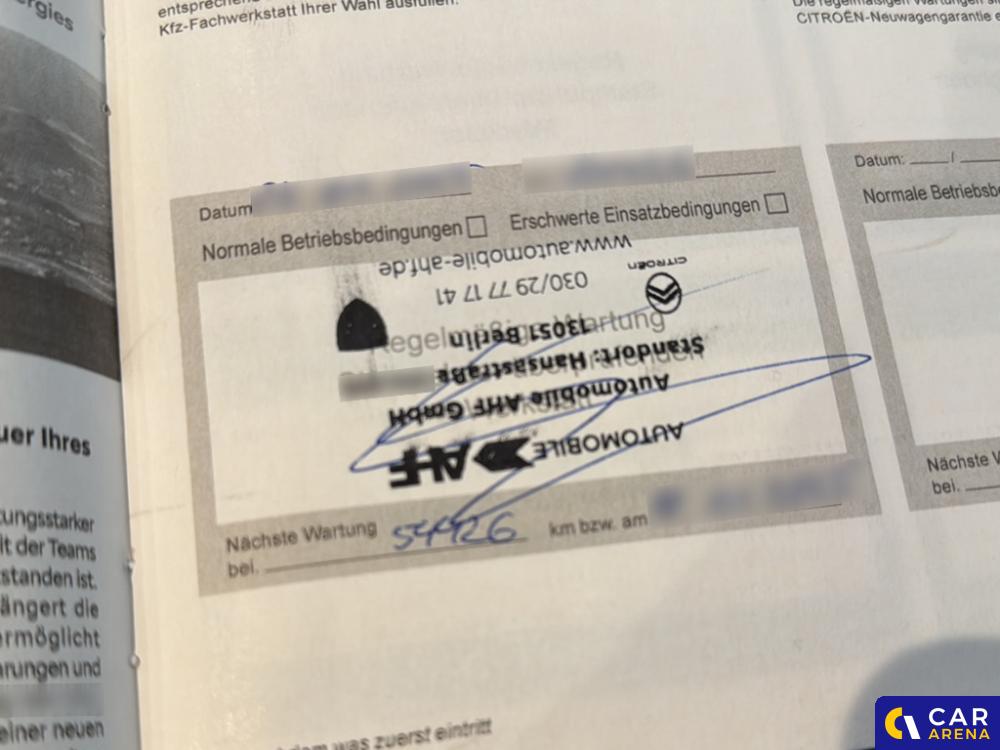 ergies
uer Ihres
tungsstarker
it der Teams
standen ist.
ängert die
ermöglicht
arungen und
einer neuen
Kfz-Fachwerkstatt Ihrer Wahl ausfüllen.
Datum
Normale Betriebsbedingungen
Erschwerte Einsatzbedingungen
AUTOMOBILE AHF
Automobile AHF GmbH
Standort: Hansastraße
13051 Berlin
030/29 77 17 41
www.automobile-ahf.de
CITROËN
Regelmäßige Wartung
Nächste Wartung
bei. 54426 km bzw. am
was zuerst eintritt
CITROËN-Neuwagengarantie
Datum: /
Normale Betriebsb
Nächste W
bei.
CAR
ARENA